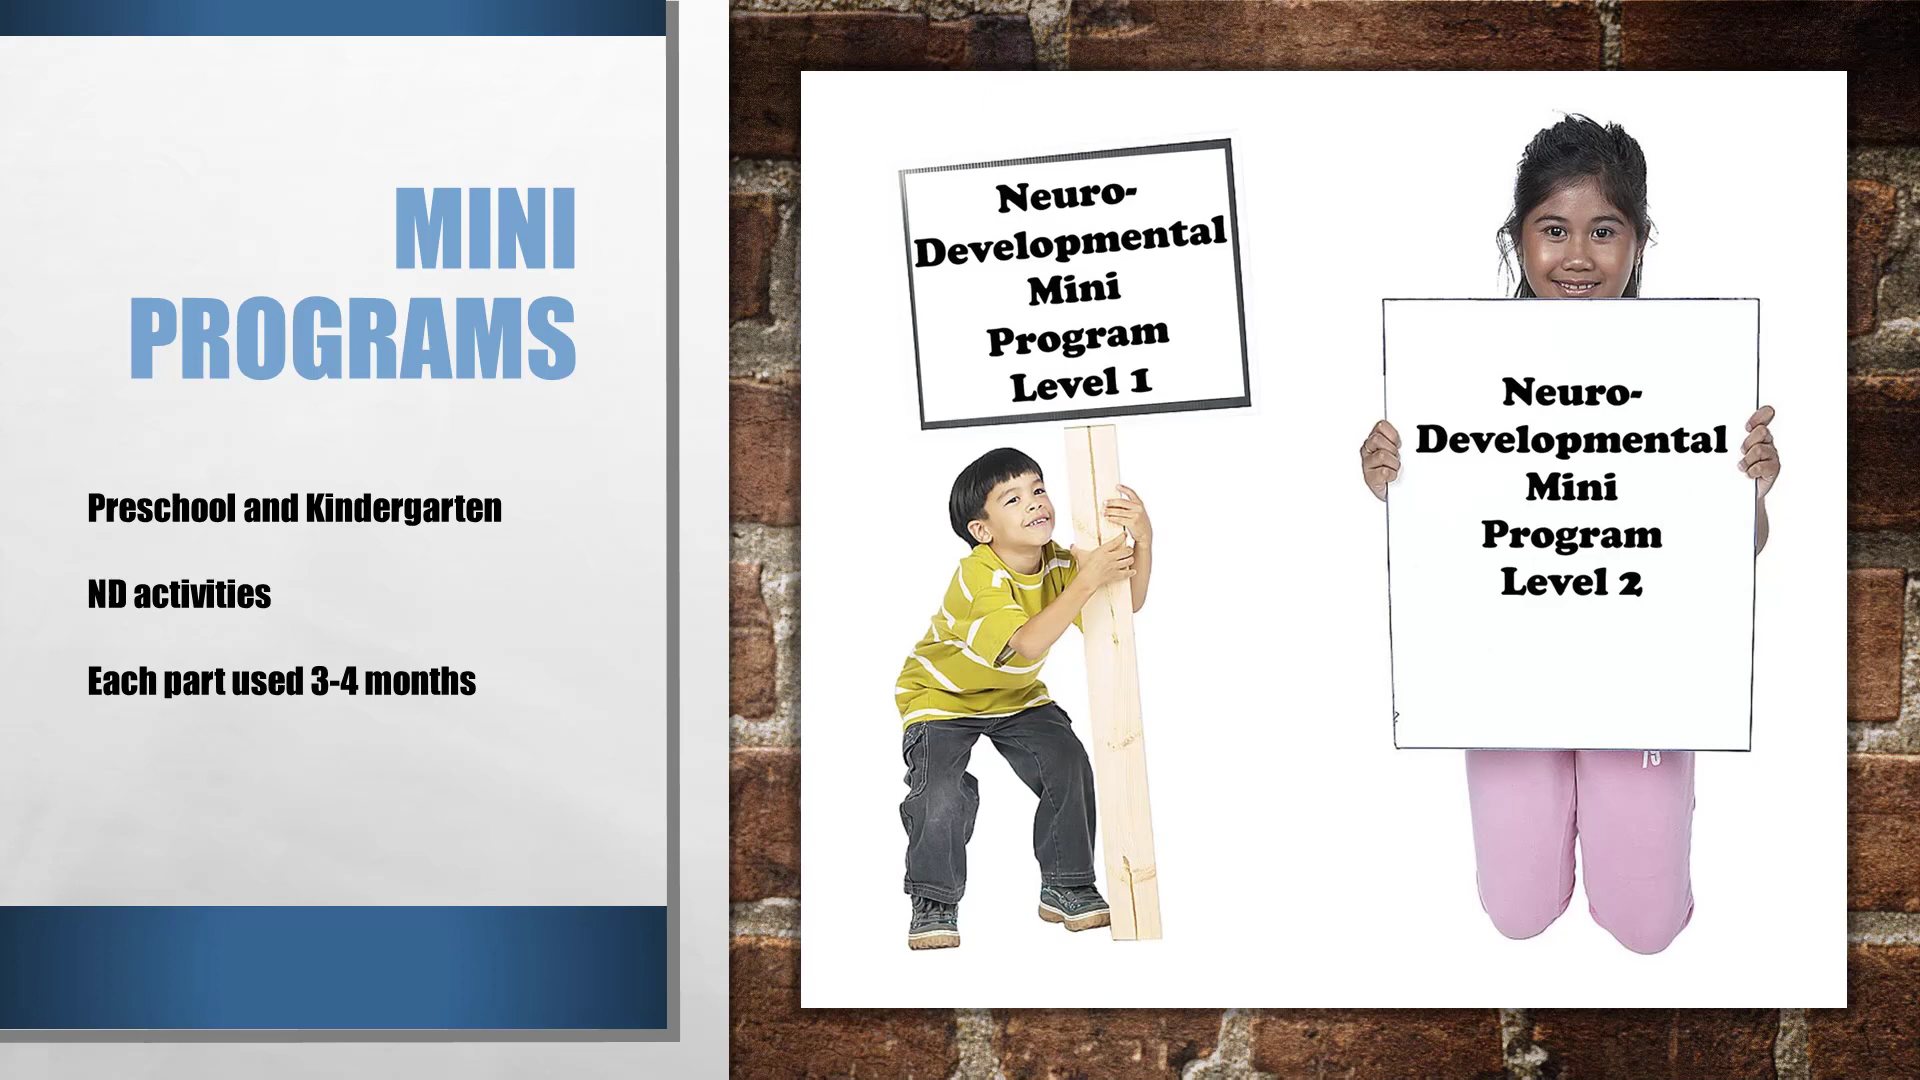 MINI
PROGRAMS
Preschool and Kindergarten
ND activities
Each part used 3-4 months
Neuro-
Developmental
Mini
Program
Level 1
Neuro-
Developmental
Mini
Program
Level 2